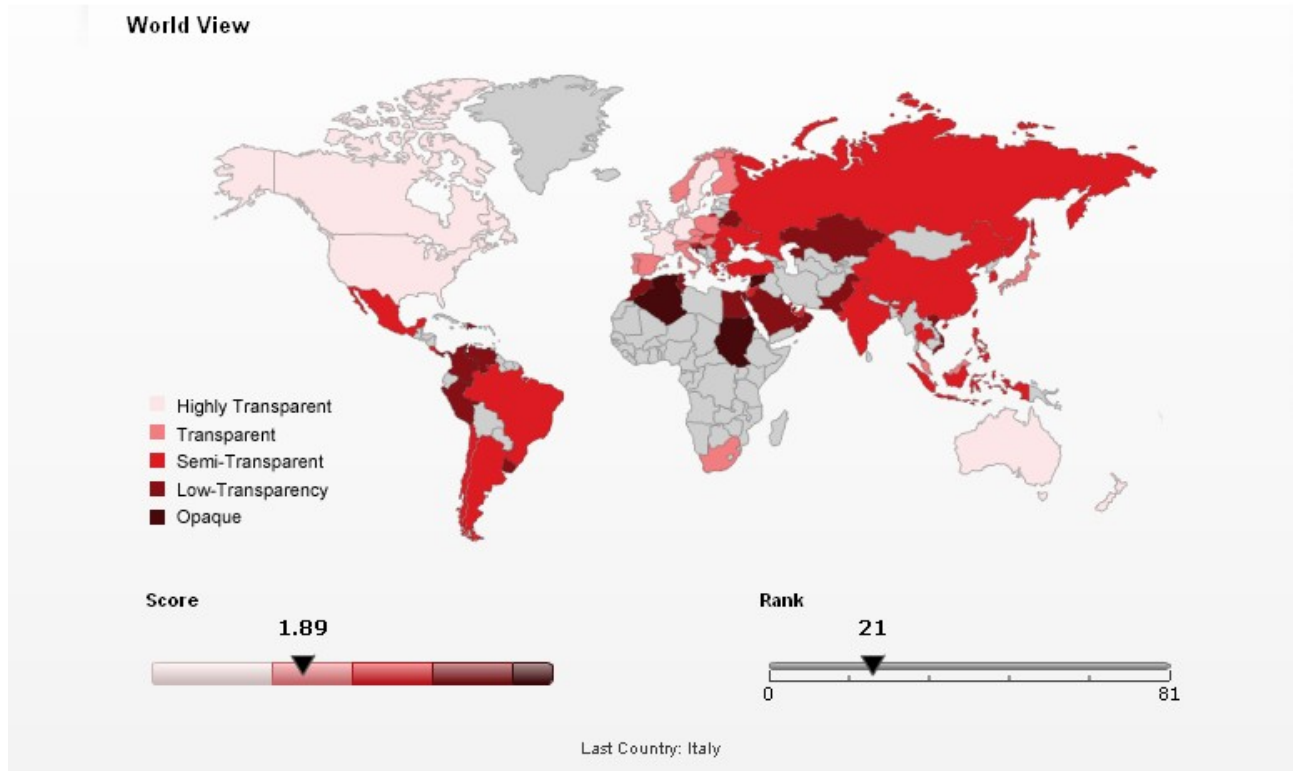 World View
Highly Transparent
Transparent
Semi-Transparent
Low-Transparency
Opaque
Score
1.89
Rank
21
0
81
Last Country: Italy